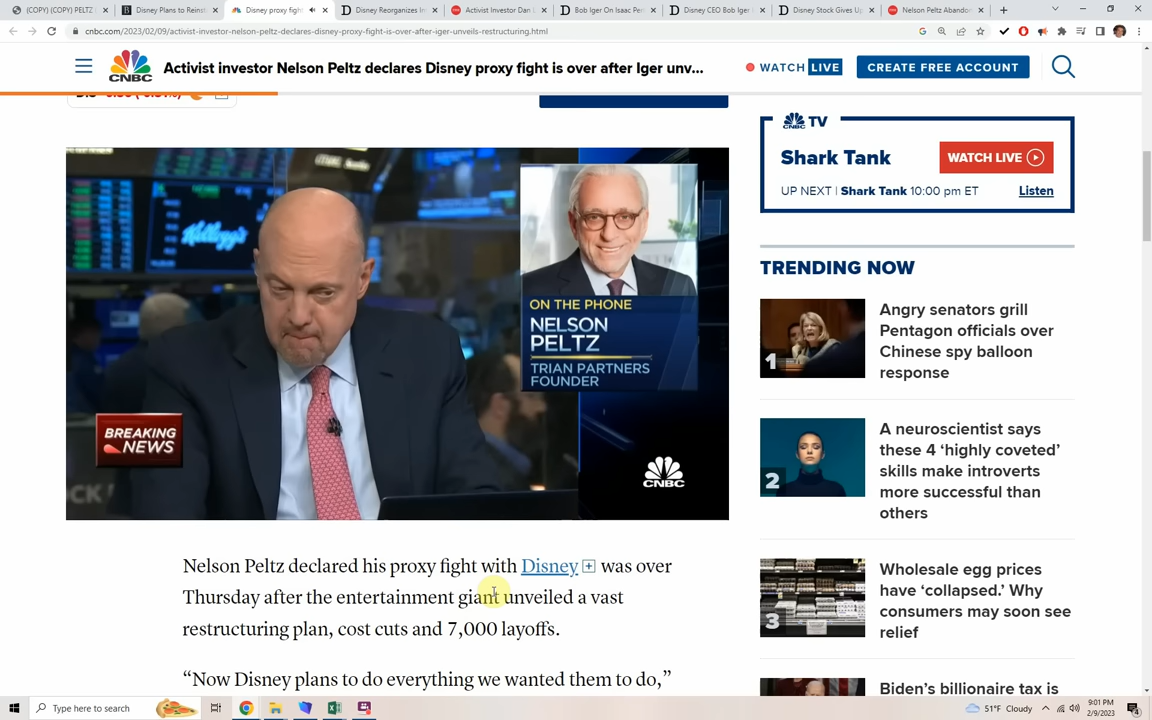 (COPY) (COPY) PELTZ
Disney Plans to Reinst
Disney proxy figh
Disney Reorganizes In
Activist Investor Dan L
Bob Iger On Isaac Per
Disney CEO Bob Iger
Disney Stock Gives Up
Nelson Peltz Abando
cnbc.com/2023/02/09/activist-investor-nelson-peltz-declares-disney-proxy-fight-is-over-after-iger-unveils-restructuring.html
CNBC
Activist investor Nelson Peltz declares Disney proxy fight is over after Iger unv...
WATCH LIVE
CREATE FREE ACCOUNT
Kellogg's
ON THE PHONE
NELSON
PELTZ
TRIAN PARTNERS
FOUNDER
BREAKING
NEWS
CNBC
Nelson Peltz declared his proxy fight with Disney + was over
Thursday after the entertainment giant unveiled a vast
restructuring plan, cost cuts and 7,000 layoffs.
“Now Disney plans to do everything we wanted them to do,”
CNBC TV
Shark Tank
WATCH LIVE
UP NEXT | Shark Tank 10:00 pm ET
Listen
TRENDING NOW
1
Angry senators grill
Pentagon officials over
Chinese spy balloon
response
2
A neuroscientist says
these 4 ‘highly coveted’
skills make introverts
more successful than
others
3
Wholesale egg prices
have ‘collapsed.’ Why
consumers may soon see
relief
Biden’s billionaire tax is
Type here to search
51°F Cloudy
9:01 PM
2/9/2023
4